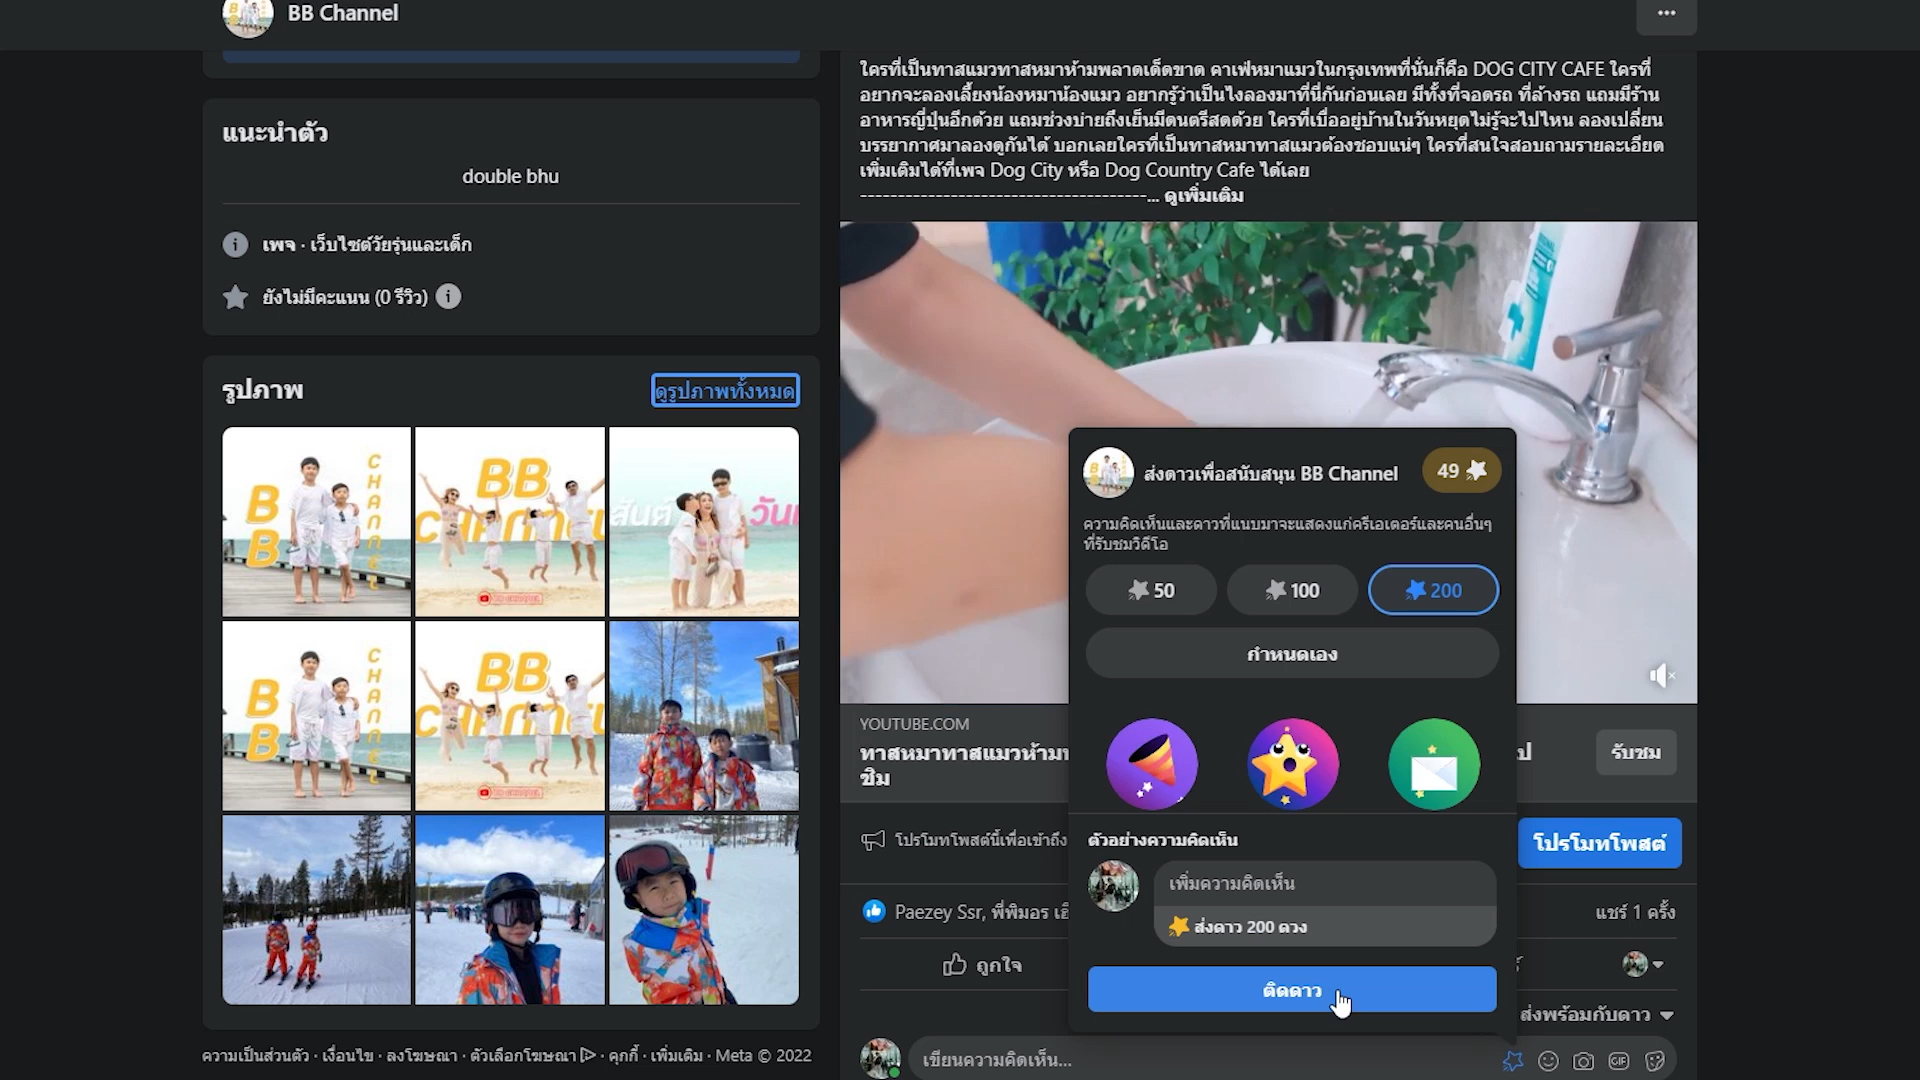 BB Channel
แนะนำตัว
double bhu
เพจ · เว็บไซต์วัยรุ่นและเด็ก
ยังไม่มีคะแนน (0 รีวิว)
รูปภาพ
ดูรูปภาพทั้งหมด
BB CHANNEL
BB
CHANNEL
สันต์ วัน
BB CHANNEL
BB
CHANNEL
ความเป็นส่วนตัว · เงื่อนไข · ลงโฆษณา · ตัวเลือกโฆษณา · คุกกี้ · เพิ่มเติม · Meta © 2022
ใครที่เป็นทาสแมวทาสหมาห้ามพลาดเด็ดขาด คาเฟ่หมาแมวในกรุงเทพที่นั่นก็คือ DOG CITY CAFE ใครที่
อยากจะลองเลี้ยงน้องหมาน้องแมว อยากรู้ว่าเป็นไงลองมาที่นี่กันก่อนเลย มีทั้งที่จอดรถ ที่ล้างรถ แถมมีร้าน
อาหารญี่ปุ่นอีกด้วย แถมช่วงบ่ายถึงเย็นมีดนตรีสดด้วย ใครที่เบื่ออยู่บ้านในวันหยุดไม่รู้จะไปไหน ลองเปลี่ยน
บรรยากาศมาลองดูกันได้ บอกเลยใครที่เป็นทาสหมาทาสแมวต้องชอบแน่ๆ ใครที่สนใจสอบถามรายละเอียด
เพิ่มเติมได้ที่เพจ Dog City หรือ Dog Country Cafe ได้เลย
--------------------------------------... ดูเพิ่มเติม
ส่งดาวเพื่อสนับสนุน BB Channel 49
ความคิดเห็นและดาวที่แนบมาจะแสดงแก่ครีเอเตอร์และคนอื่นๆ
ที่รับชมวิดีโอ
50 100 200
กำหนดเอง
ตัวอย่างความคิดเห็น
เพิ่มความคิดเห็น
ส่งดาว 200 ดวง
ติดดาว
YOUTUBE.COM
ทาสหมาทาสแมวห้าม
ชิม
รับชม
โปรโมทโพสต์นี้เพื่อเข้าถึง
โปรโมทโพสต์
Paezey Ssr, พี่พิมอร
แชร์ 1 ครั้ง
ถูกใจ
ส่งพร้อมกับดาว
เขียนความคิดเห็น...
GIF